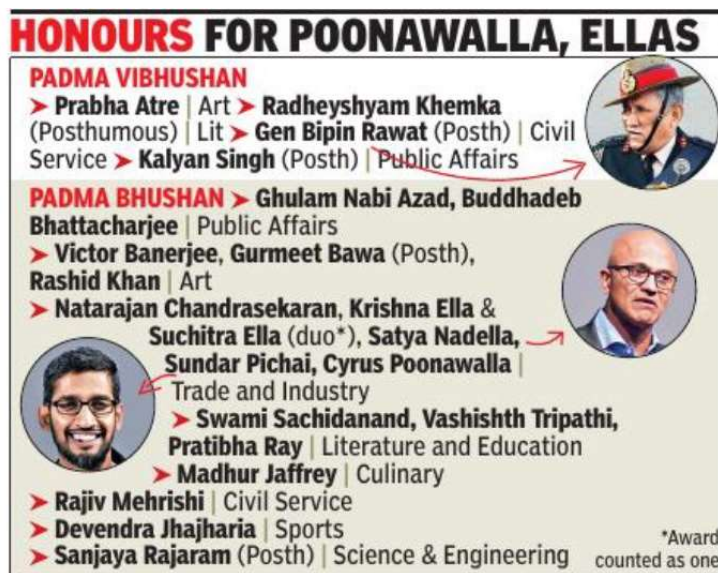 HONOURS FOR POONAWALLA, ELLAS
PADMA VIBHUSHAN
➤ Prabha Atre | Art ➤ Radheyshyam Khemka
(Posthumous) | Lit ➤ Gen Bipin Rawat (Posth) | Civil
Service ➤ Kalyan Singh (Posth) | Public Affairs
PADMA BHUSHAN ➤ Ghulam Nabi Azad, Buddhadeb
Bhattacharjee | Public Affairs
➤ Victor Banerjee, Gurmeet Bawa (Posth),
Rashid Khan | Art
➤ Natarajan Chandrasekaran, Krishna Ella &
Suchitra Ella (duo*), Satya Nadella,
Sundar Pichai, Cyrus Poonawalla |
Trade and Industry
➤ Swami Sachidanand, Vashishth Tripathi,
Pratibha Ray | Literature and Education
➤ Madhur Jaffrey | Culinary
➤ Rajiv Mehrishi | Civil Service
➤ Devendra Jhajharia | Sports
➤ Sanjaya Rajaram (Posth) | Science & Engineering
*Award
counted as one